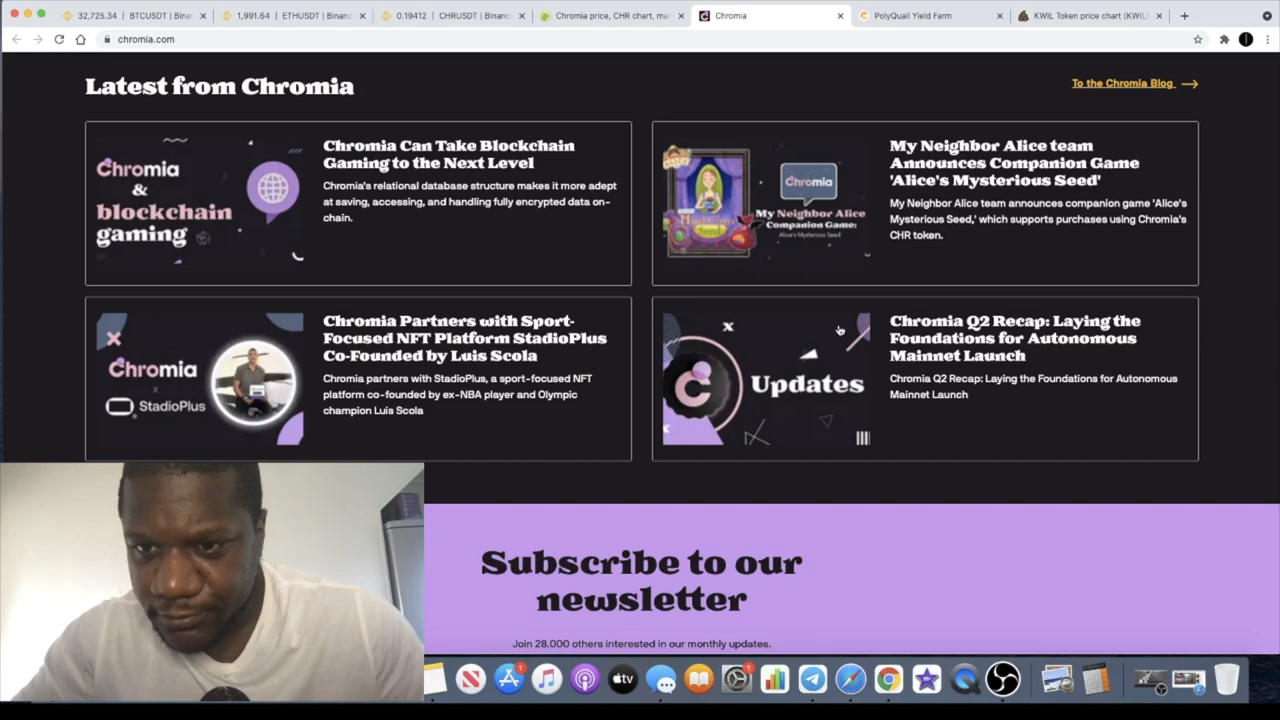 32,725.34 | BTCUSDT | Binan
1,991.64 | ETHUSDT | Binanc
0.19412 | CHRUSDT | Binance
Chromia price, CHR chart, mar
Chromia
PolyQuail Yield Farm
KWIL Token price chart (KWIL/
chromia.com
Latest from Chromia
To the Chromia Blog
Chromia
&
blockchain
gaming
Chromia Can Take Blockchain
Gaming to the Next Level
Chromia's relational database structure makes it more adept
at saving, accessing, and handling fully encrypted data on-
chain.
Chromia
My Neighbor Alice
Companion Game:
Alice's Mysterious Seed
My Neighbor Alice team
Announces Companion Game
'Alice's Mysterious Seed'
My Neighbor Alice team announces companion game 'Alice's
Mysterious Seed,' which supports purchases using Chromia's
CHR token.
Chromia
x
StadioPlus
Chromia Partners with Sport-
Focused NFT Platform StadioPlus
Co-Founded by Luis Scola
Chromia partners with StadioPlus, a sport-focused NFT
platform co-founded by ex-NBA player and Olympic
champion Luis Scola
Updates
Chromia Q2 Recap: Laying the
Foundations for Autonomous
Mainnet Launch
Chromia Q2 Recap: Laying the Foundations for Autonomous
Mainnet Launch
Subscribe to our
newsletter
Join 28.000 others interested in our monthly updates.
tv
1
1